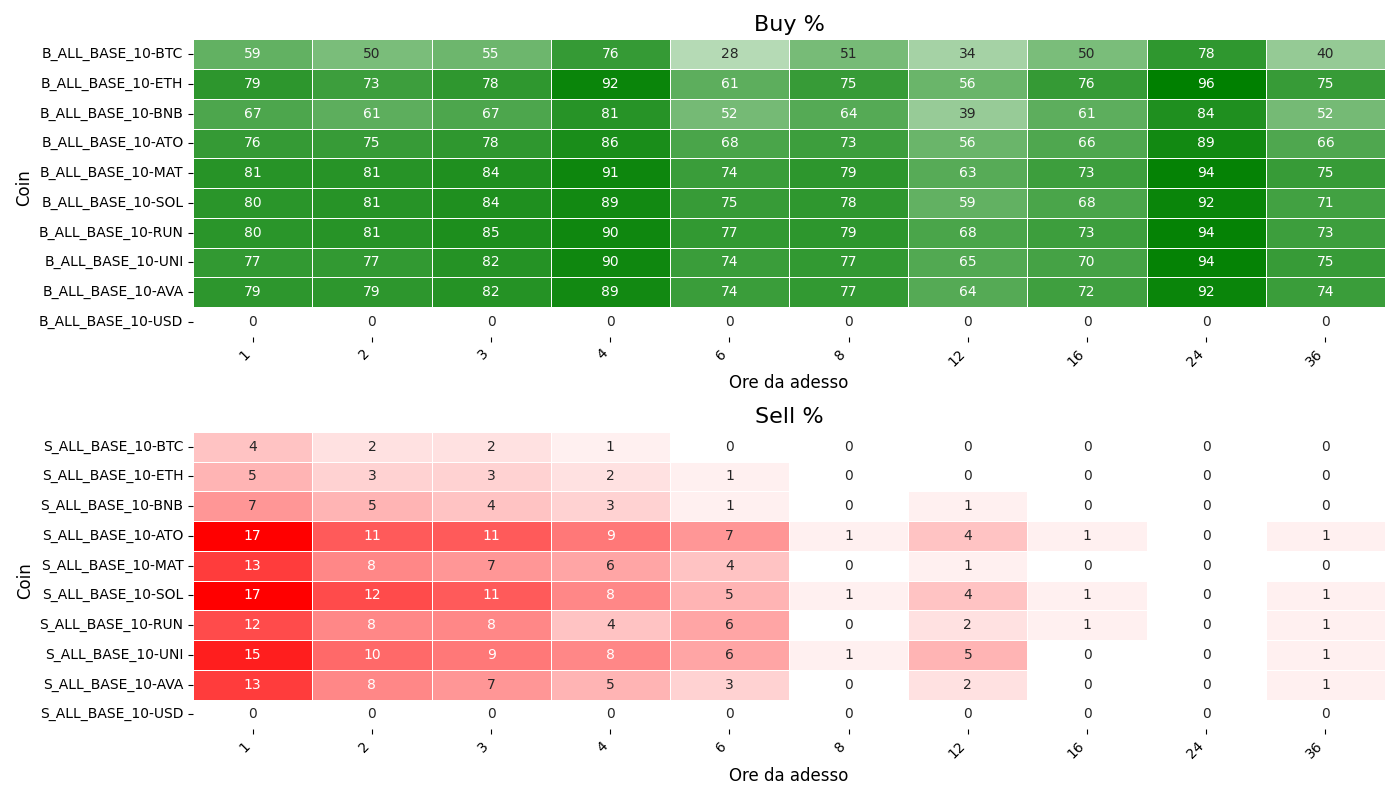 Buy %
Coin
B_ALL_BASE_10-BTC 59 50 55 76 28 51 34 50 78 40
B_ALL_BASE_10-ETH 79 73 78 92 61 75 56 76 96 75
B_ALL_BASE_10-BNB 67 61 67 81 52 64 39 61 84 52
B_ALL_BASE_10-ATO 76 75 78 86 68 73 56 66 89 66
B_ALL_BASE_10-MAT 81 81 84 91 74 79 63 73 94 75
B_ALL_BASE_10-SOL 80 81 84 89 75 78 59 68 92 71
B_ALL_BASE_10-RUN 80 81 85 90 77 79 68 73 94 73
B_ALL_BASE_10-UNI 77 77 82 90 74 77 65 70 94 75
B_ALL_BASE_10-AVA 79 79 82 89 74 77 64 72 92 74
B_ALL_BASE_10-USD 0 0 0 0 0 0 0 0 0 0
1 2 3 4 6 8 12 16 24 36
Ore da adesso
Sell %
Coin
S_ALL_BASE_10-BTC 4 2 2 1 0 0 0 0 0 0
S_ALL_BASE_10-ETH 5 3 3 2 1 0 0 0 0 0
S_ALL_BASE_10-BNB 7 5 4 3 1 0 1 0 0 0
S_ALL_BASE_10-ATO 17 11 11 9 7 1 4 1 0 1
S_ALL_BASE_10-MAT 13 8 7 6 4 0 1 0 0 0
S_ALL_BASE_10-SOL 17 12 11 8 5 1 4 1 0 1
S_ALL_BASE_10-RUN 12 8 8 4 6 0 2 1 0 1
S_ALL_BASE_10-UNI 15 10 9 8 6 1 5 0 0 1
S_ALL_BASE_10-AVA 13 8 7 5 3 0 2 0 0 1
S_ALL_BASE_10-USD 0 0 0 0 0 0 0 0 0 0
1 2 3 4 6 8 12 16 24 36
Ore da adesso